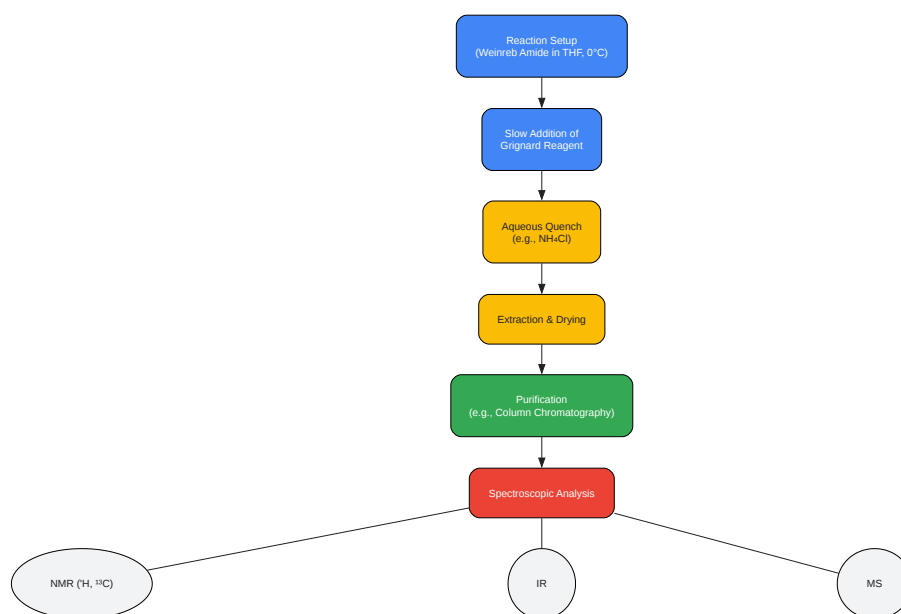 Reaction Setup
(Weinreb Amide in THF, 0°C)
Slow Addition of
Grignard Reagent
Aqueous Quench
(e.g., NH₄Cl)
Extraction & Drying
Purification
(e.g., Column Chromatography)
Spectroscopic Analysis
NMR (¹H, ¹³C)
IR
MS